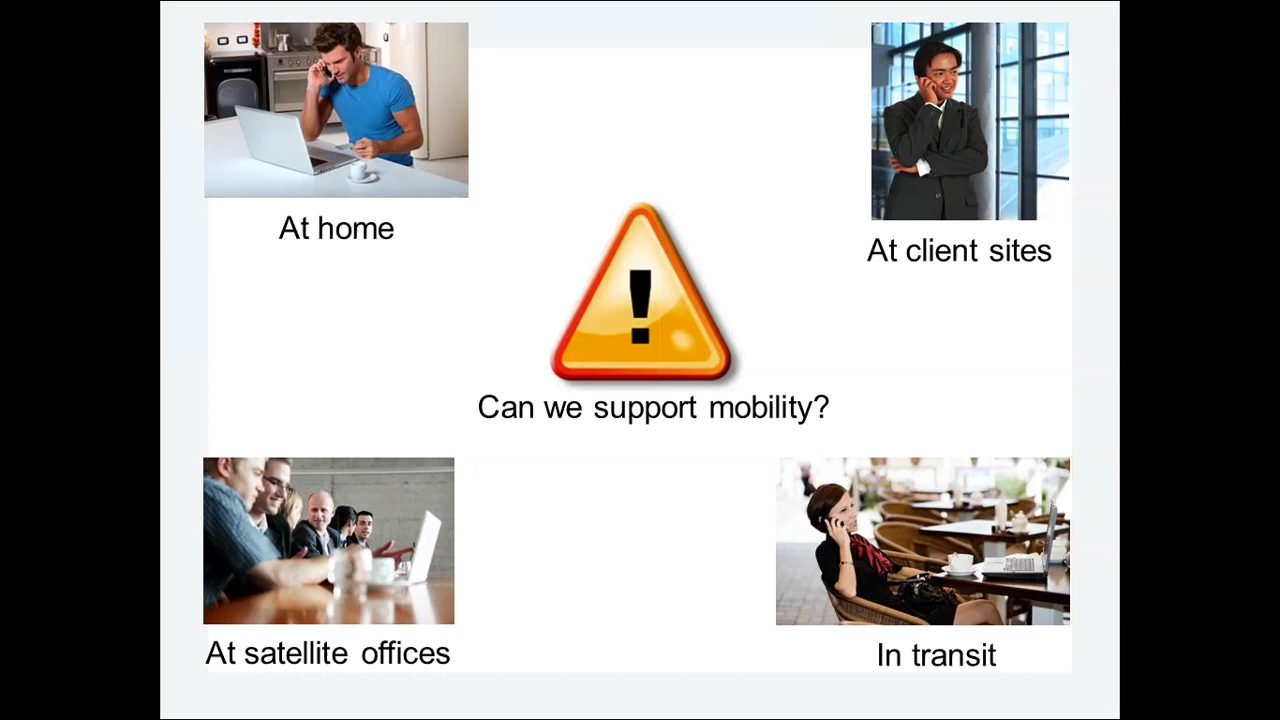 At home
At client sites
!
Can we support mobility?
At satellite offices
In transit